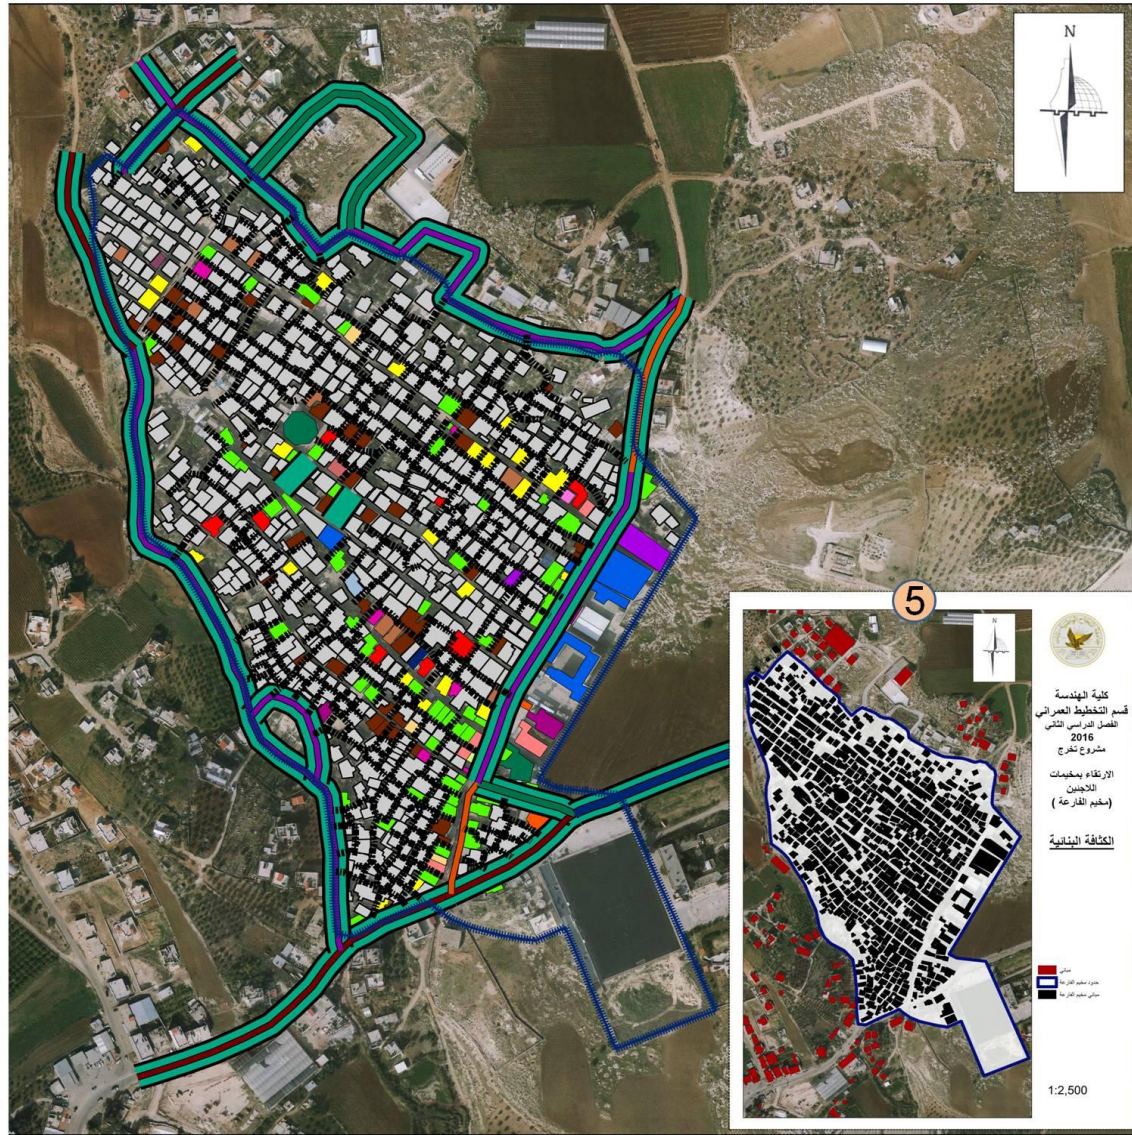 N
5
N
كلية الهندسة
قسم التخطيط العمراني
الفصل الدراسي الثاني
2016
مشروع تخرج
الارتقاء بمخيمات
اللاجئين
(مخيم الفارعة )
الكثافة البنائية
مباني
حدود مخيم الفارعة
مباني مخيم الفارعة
1:2,500